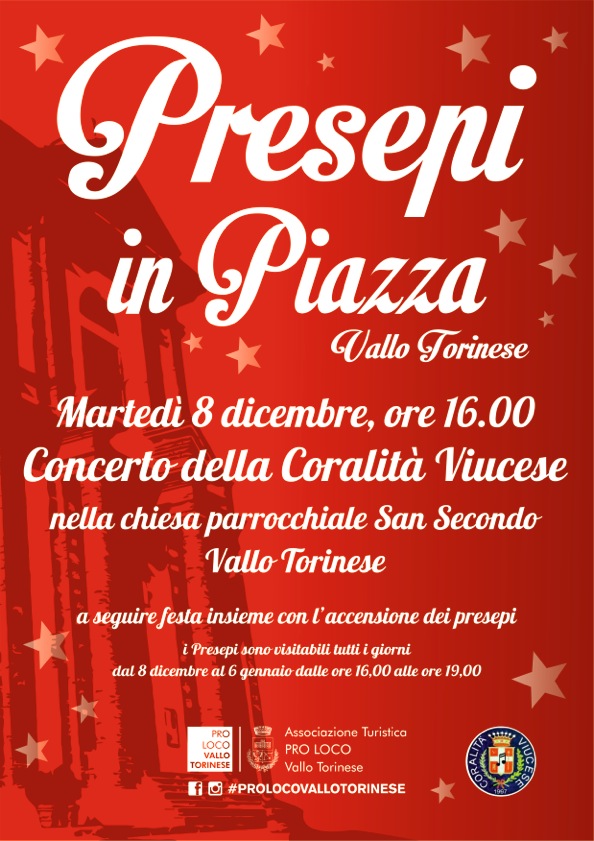 Presepi
in Piazza
Vallo Torinese
Martedì 8 dicembre, ore 16.00
Concerto della Coralità Viucese
nella chiesa parrocchiale San Secondo
Vallo Torinese
a seguire festa insieme con l'accensione dei presepi
i Presepi sono visitabili tutti i giorni
dal 8 dicembre al 6 gennaio dalle ore 16,00 alle ore 19,00
PRO
LOCO
VALLO
TORINESE
Associazione Turistica
PRO LOCO
Vallo Torinese
#PROLOCOVALLOTORINESE
CORALITÀ VIUCESE
1967